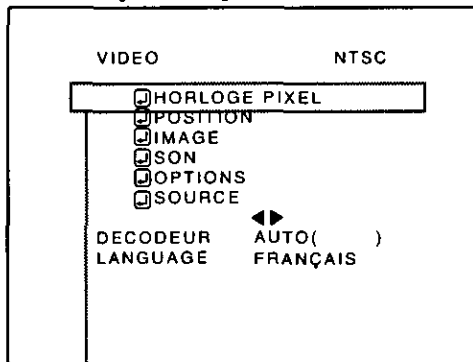 VIDEO NTSC
HORLOGE PIXEL
POSITION
IMAGE
SON
OPTIONS
SOURCE
DECODEUR AUTO( )
LANGUAGE FRANÇAIS